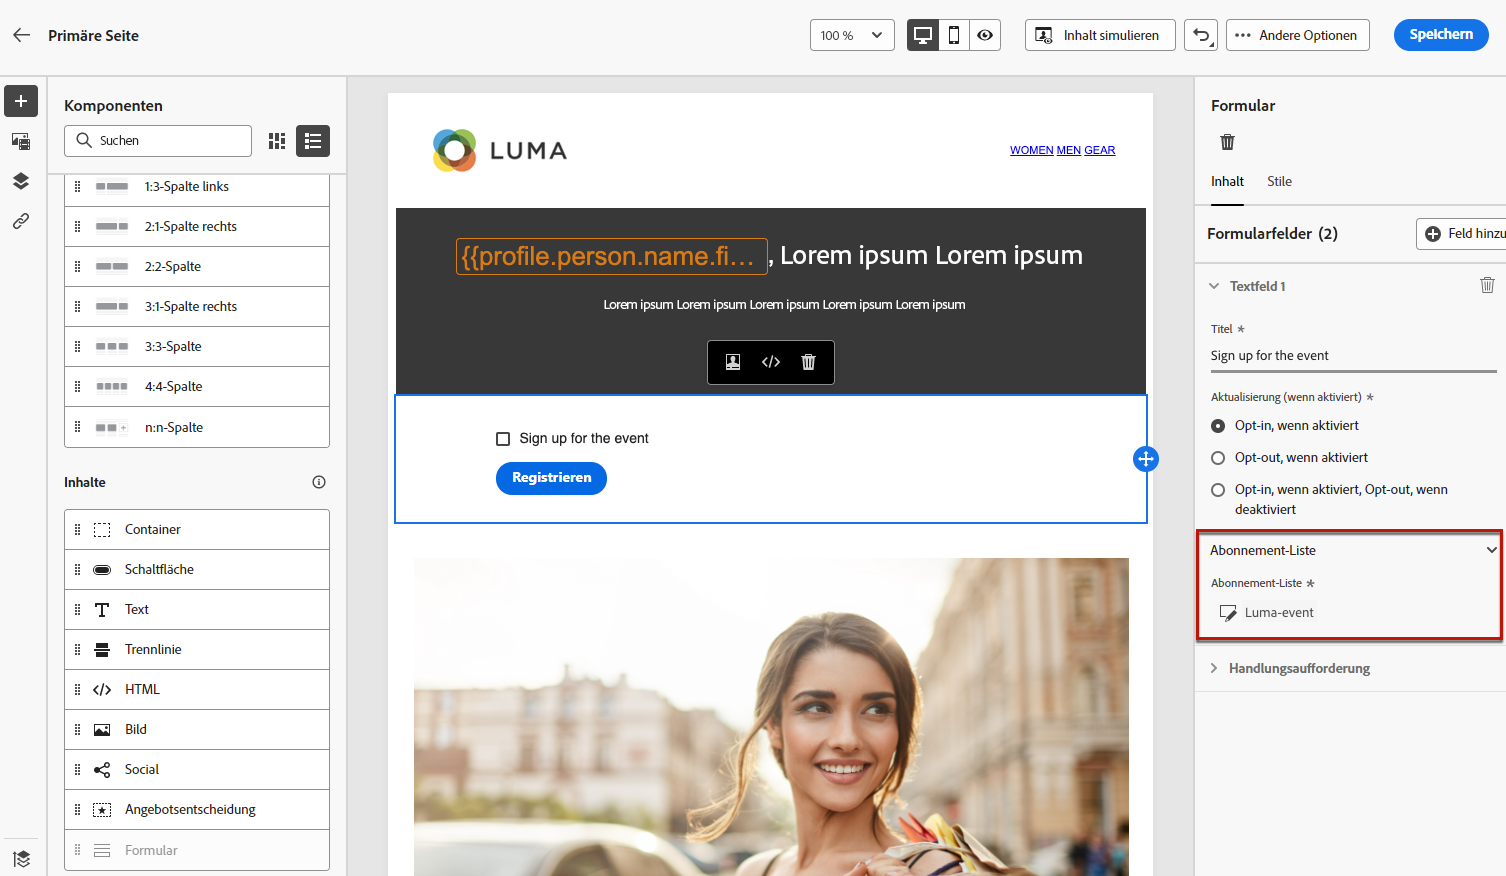 Primäre Seite
100 %
Inhalt simulieren
Andere Optionen
Speichern
Komponenten
Suchen
1:3-Spalte links
2:1-Spalte rechts
2:2-Spalte
3:1-Spalte rechts
3:3-Spalte
4:4-Spalte
n:n-Spalte
Inhalte
Container
Schaltfläche
Text
Trennlinie
HTML
Bild
Social
Angebotsentscheidung
Formular
LUMA
WOMEN MEN GEAR
{{profile.person.name.fi... , Lorem ipsum Lorem ipsum
Lorem ipsum Lorem ipsum Lorem ipsum Lorem ipsum Lorem ipsum
Sign up for the event
Registrieren
Formular
Inhalt Stile
Formularfelder (2)
Feld hinzu
Textfeld 1
Titel *
Sign up for the event
Aktualisierung (wenn aktiviert) *
Opt-in, wenn aktiviert
Opt-out, wenn aktiviert
Opt-in, wenn aktiviert, Opt-out, wenn
deaktiviert
Abonnement-Liste
Abonnement-Liste *
Luma-event
Handlungsaufforderung